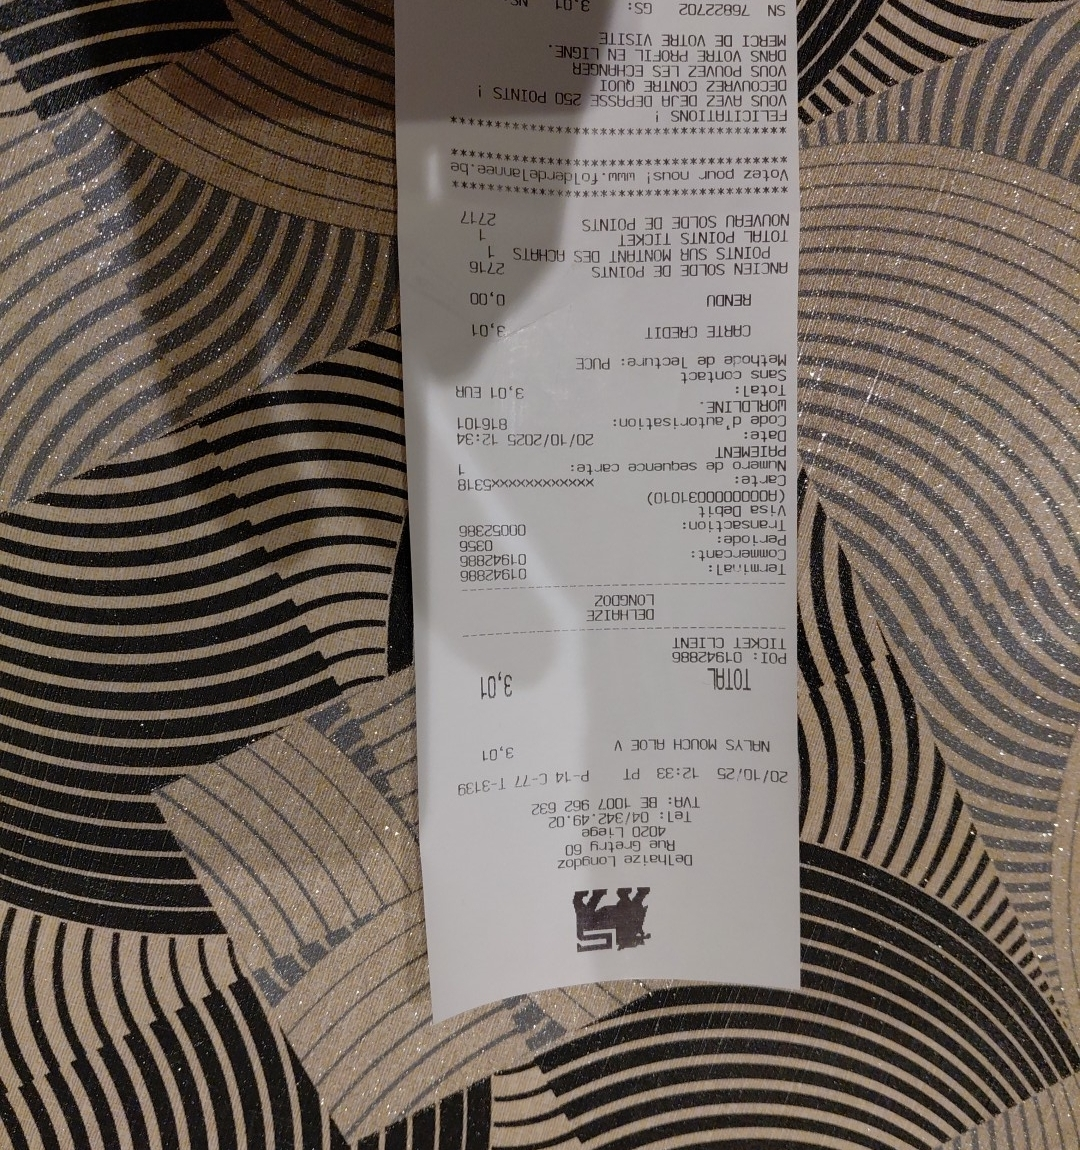 Delhaize Longdoz
Rue Gretry 60
4020 Liege
Tel: 04/342.49.02
TVA: BE 1007 962 632
20/10/25 12:33 PT P-14 C-77 T-3139
NALYS MOUCH ALOE V 3,01
TOTAL 3,01
POI: 01942886
TICKET CLIENT
DELHAIZE
LONGDOZ
Terminal: 01942886
Commercant: 01942886
Periode: 0356
Transaction: 00052386
Visa Debit
(A0000000031010)
Carte: xxxxxxxxxxxxx5318
Numero de sequence carte: 1
PAIEMENT
Date: 20/10/2025 12:34
Code d'autorisation: 816101
WORLDLINE.
Total: 3,01 EUR
Sans contact
Methode de lecture: PUCE
CARTE CREDIT 3,01
RENDU 0,00
ANCIEN SOLDE DE POINTS 2716
POINTS SUR MONTANT DES ACHATS 1
TOTAL POINTS TICKET 1
NOUVEAU SOLDE DE POINTS 2717
****************************************
Votez pour nous! www.folderdelannee.be
****************************************
****************************************
FELICITATIONS !
VOUS AVEZ DEJA DEPASSE 250 POINTS !
DECOUVREZ CONTRE QUOI
VOUS POUVEZ LES ECHANGER
DANS VOTRE PROFIL EN LIGNE.
MERCI DE VOTRE VISITE
SN 76822702 GS: 3,01 NS: